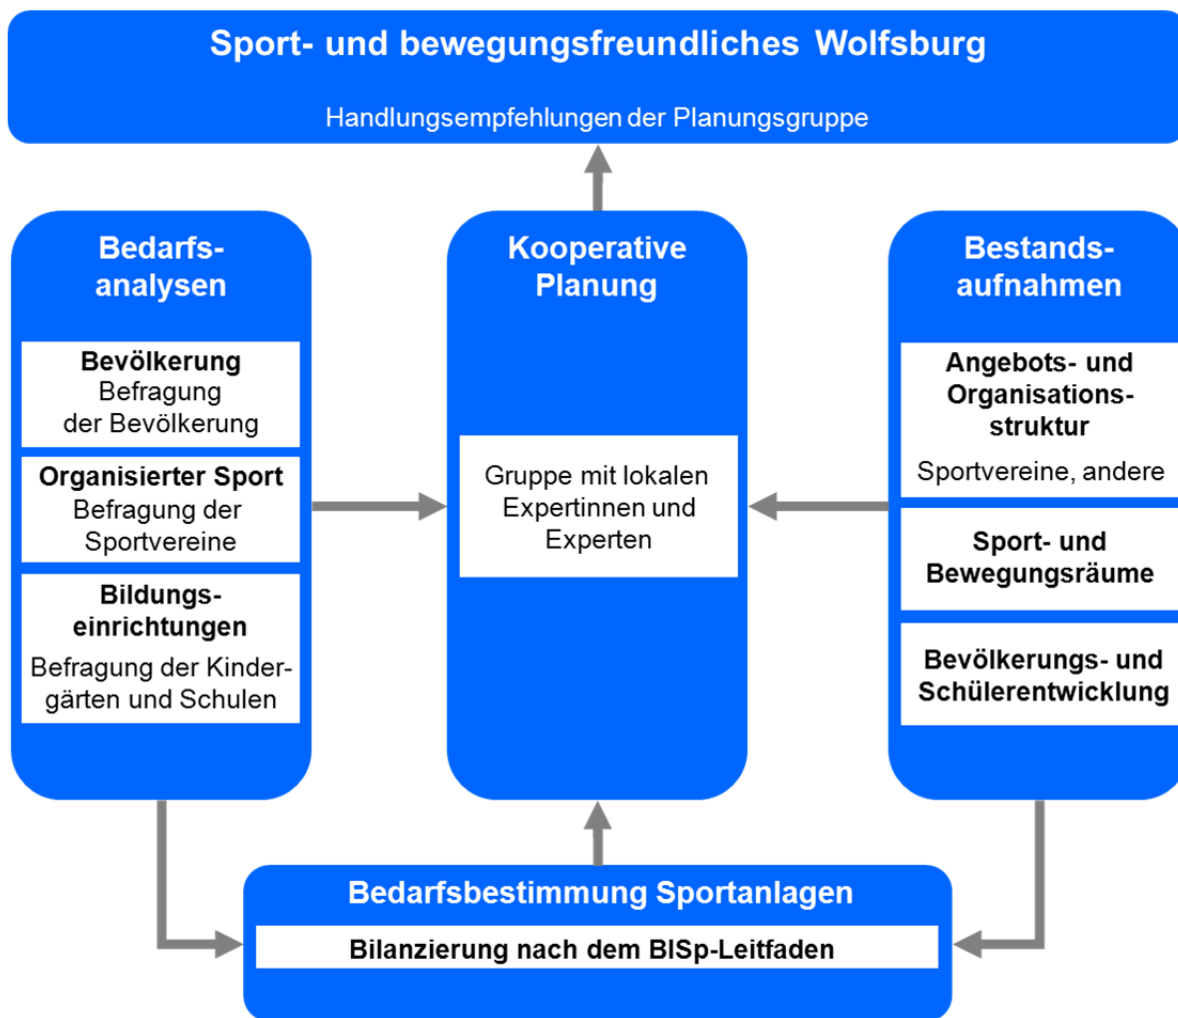 Sport- und bewegungsfreundliches Wolfsburg
Handlungsempfehlungen der Planungsgruppe
Bedarfs-
analysen
Bevölkerung
Befragung
der Bevölkerung
Organisierter Sport
Befragung der
Sportvereine
Bildungs-
einrichtungen
Befragung der Kinder-
gärten und Schulen
Kooperative
Planung
Gruppe mit lokalen
Expertinnen und
Experten
Bestands-
aufnahmen
Angebots- und
Organisations-
struktur
Sportvereine, andere
Sport- und
Bewegungsräume
Bevölkerungs- und
Schülerentwicklung
Bedarfsbestimmung Sportanlagen
Bilanzierung nach dem BISp-Leitfaden